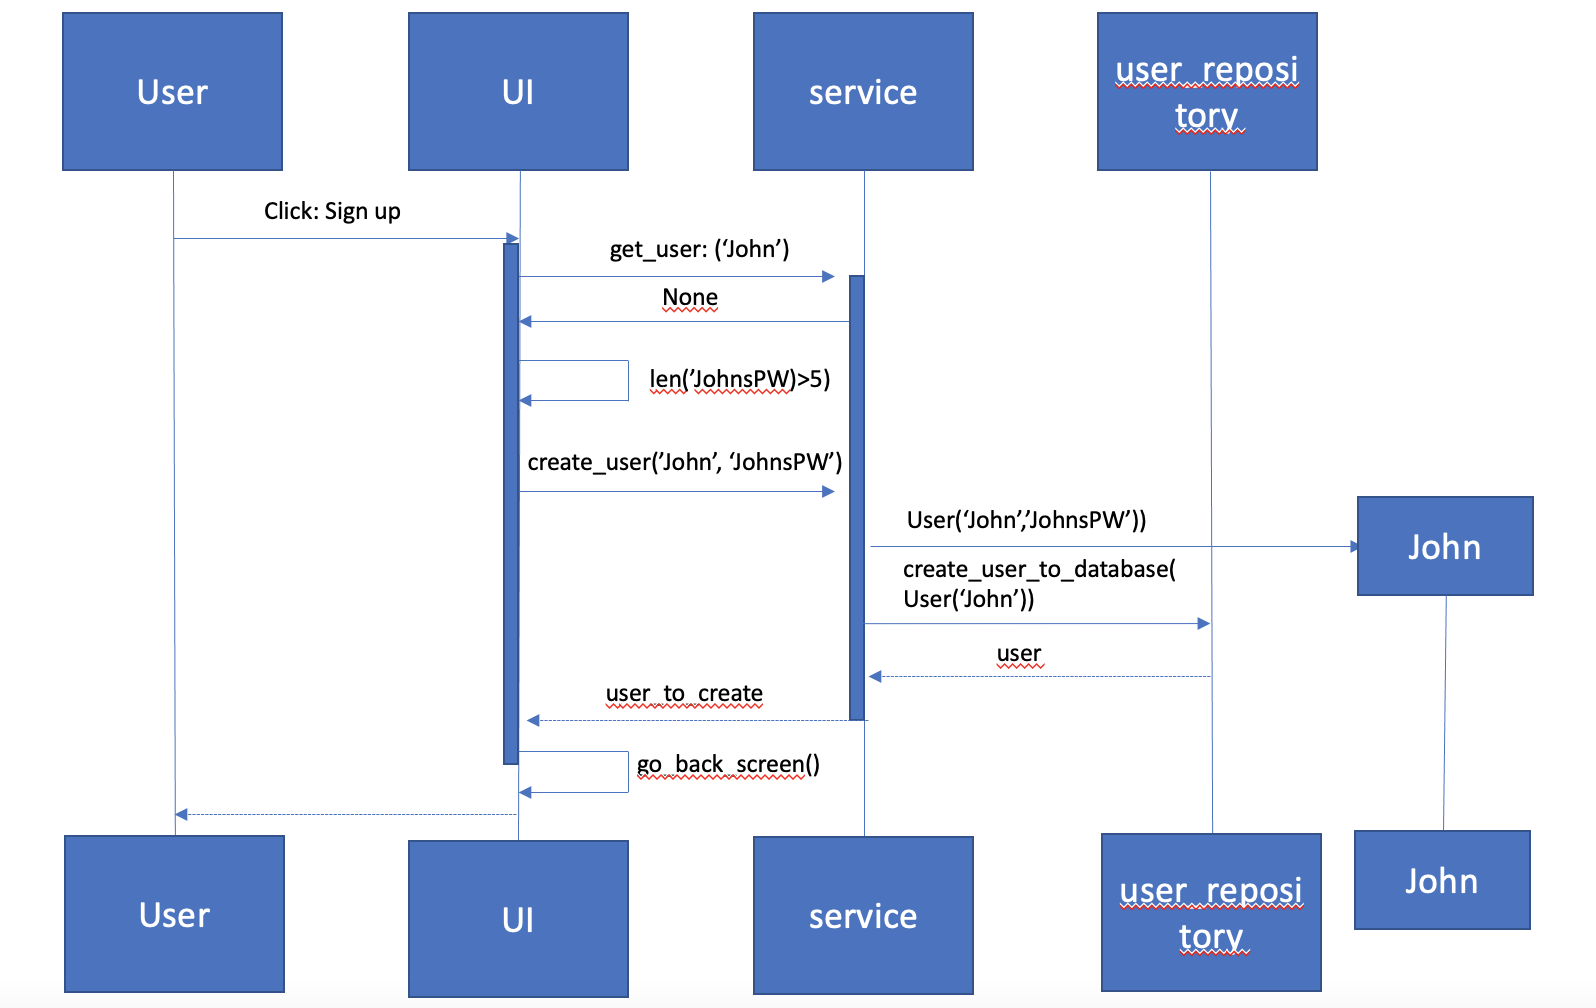 User
UI
service
user_reposi
tory
Click: Sign up
get_user: (‘John’)
None
len(’JohnsPW)>5)
create_user(’John’, ‘JohnsPW’)
User(‘John’,’JohnsPW’))
John
create_user_to_database(
User(‘John’))
user
user_to_create
go_back_screen()
User
UI
service
user_reposi
tory
John